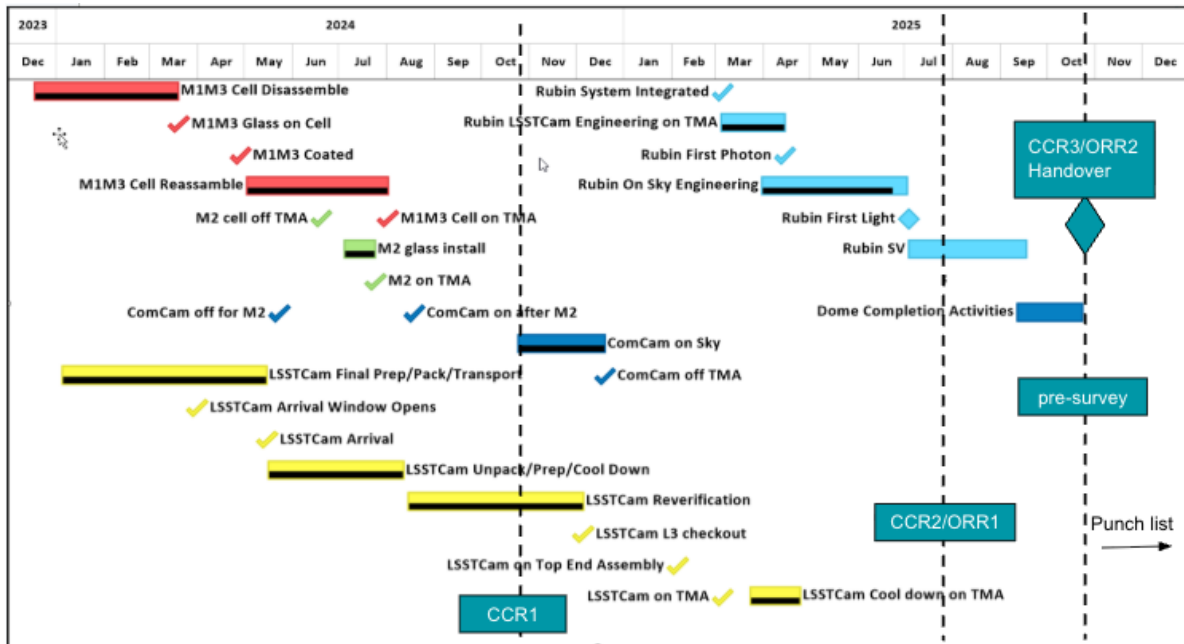 2023 2024 2025
Dec Jan Feb Mar Apr May Jun Jul Aug Sep Oct Nov Dec Jan Feb Mar Apr May Jun Jul Aug Sep Oct Nov Dec
M1M3 Cell Disassemble
Rubin System Integrated
M1M3 Glass on Cell
Rubin LSSTCam Engineering on TMA
M1M3 Coated
Rubin First Photon
CCR3/ORR2
Handover
M1M3 Cell Reassamble
Rubin On Sky Engineering
M2 cell off TMA
M1M3 Cell on TMA
Rubin First Light
M2 glass install
Rubin SV
M2 on TMA
ComCam off for M2
ComCam on after M2
Dome Completion Activities
ComCam on Sky
LSSTCam Final Prep/Pack/Transport
ComCam off TMA
pre-survey
LSSTCam Arrival Window Opens
LSSTCam Arrival
LSSTCam Unpack/Prep/Cool Down
LSSTCam Reverification
CCR2/ORR1
Punch list
LSSTCam L3 checkout
LSSTCam on Top End Assembly
LSSTCam on TMA
LSSTCam Cool down on TMA
CCR1